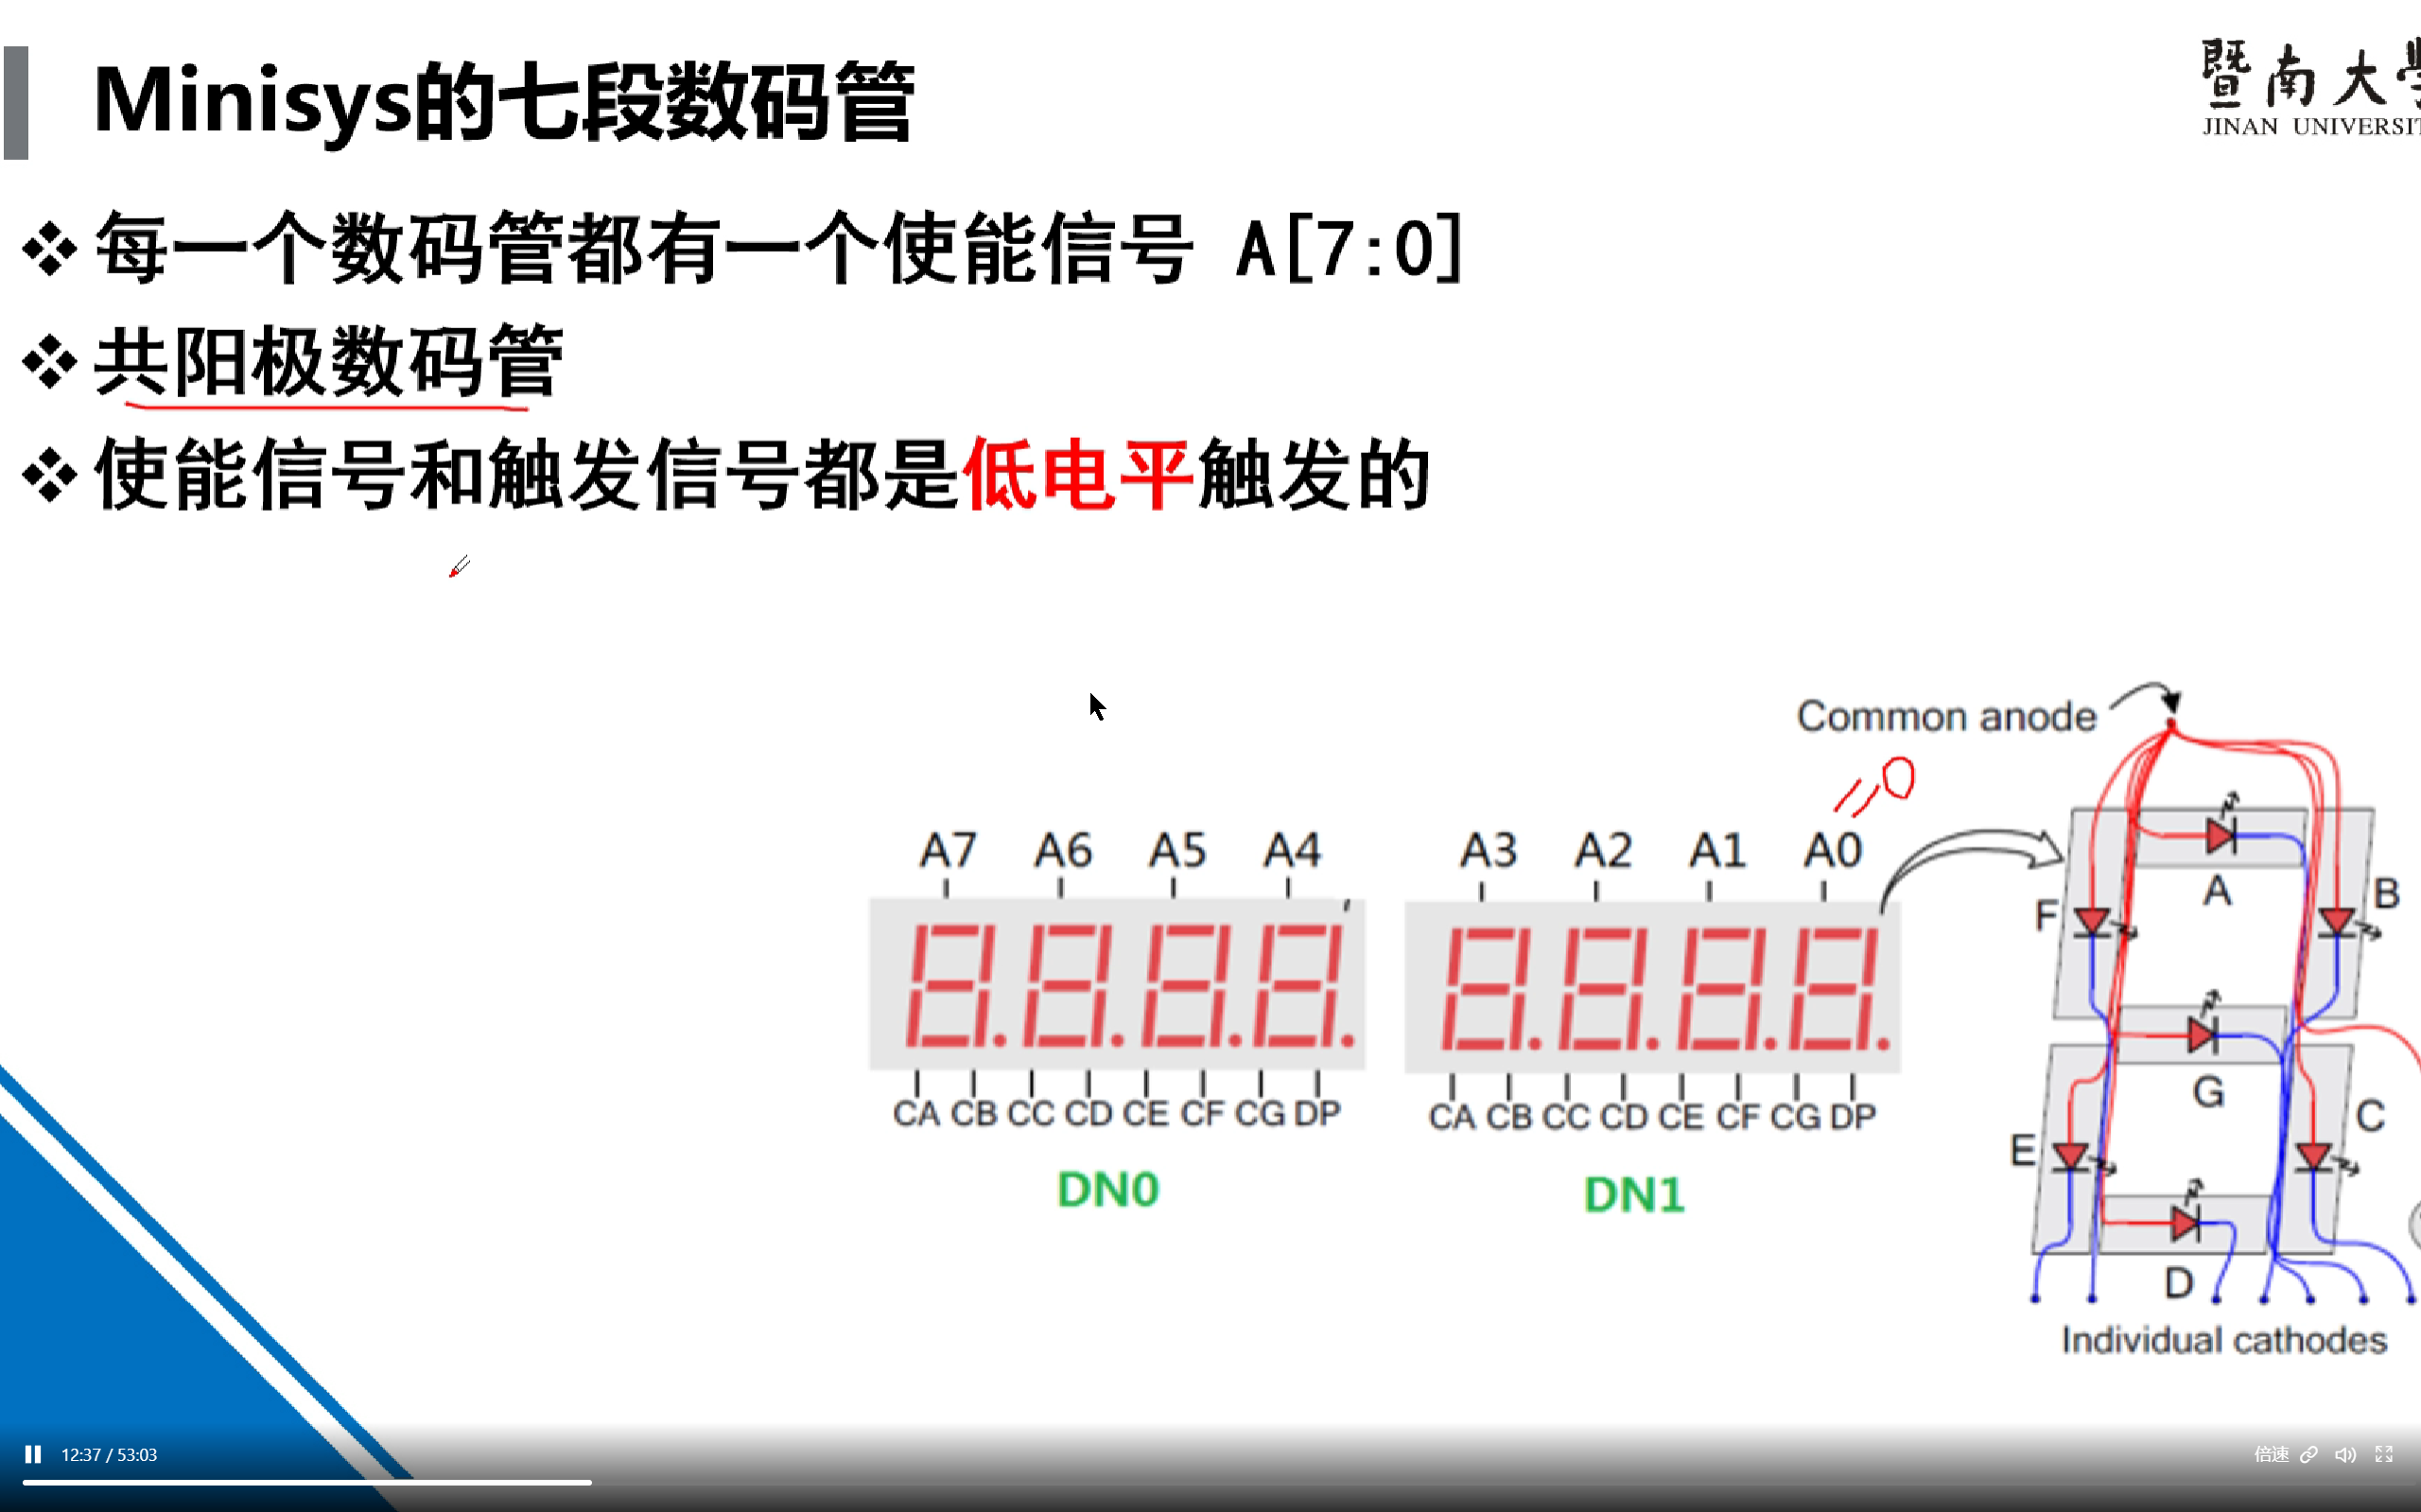 Minisys的七段数码管
暨南大
JINAN UNIVERSIT
每一个数码管都有一个使能信号 A[7:0]
共阳极数码管
使能信号和触发信号都是低电平触发的
Common anode
=0
A7 A6 A5 A4 A3 A2 A1 A0
F A B
G
E C
D
CA CB CC CD CE CF CG DP CA CB CC CD CE CF CG DP
DN0 DN1
Individual cathodes
12:37 / 53:03
倍速